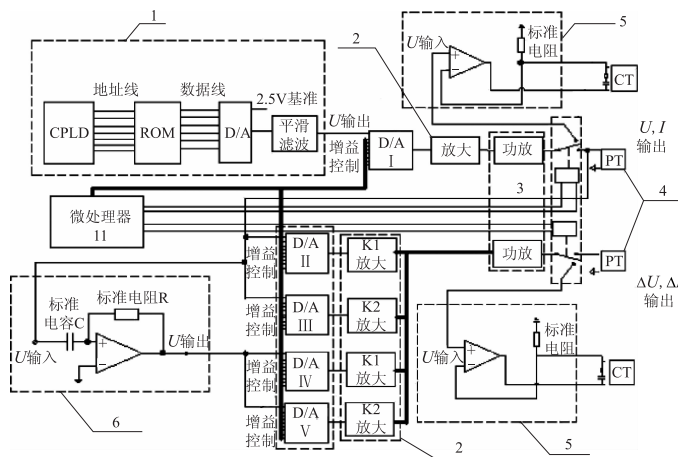 1
地址线
数据线
2.5V基准
CPLD
ROM
D/A
平滑
滤波
U输出
增益
控制
D/A
I
2
放大
功放
3
U输入
标准
电阻
5
CT
U, I
输出
PT
4
微处理器
11
增益
控制
D/A
II
K1
放大
功放
PT
ΔU, Δ
输出
增益
控制
D/A
III
K2
放大
标准
电容C
标准电阻R
U输入
U输出
6
增益
控制
D/A
IV
K1
放大
增益
控制
D/A
V
K2
放大
2
U输入
标准
电阻
CT
5